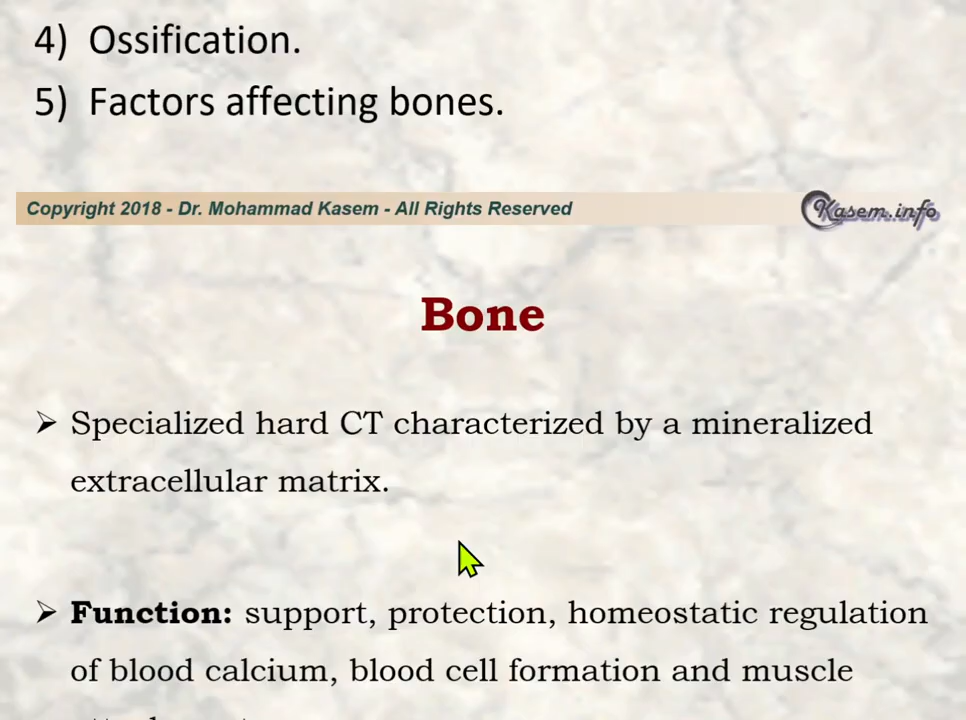 4) Ossification.
5) Factors affecting bones.
Copyright 2018 - Dr. Mohammad Kasem - All Rights Reserved
Kasem.info
Bone
➢ Specialized hard CT characterized by a mineralized
extracellular matrix.
➢ Function: support, protection, homeostatic regulation
of blood calcium, blood cell formation and muscle